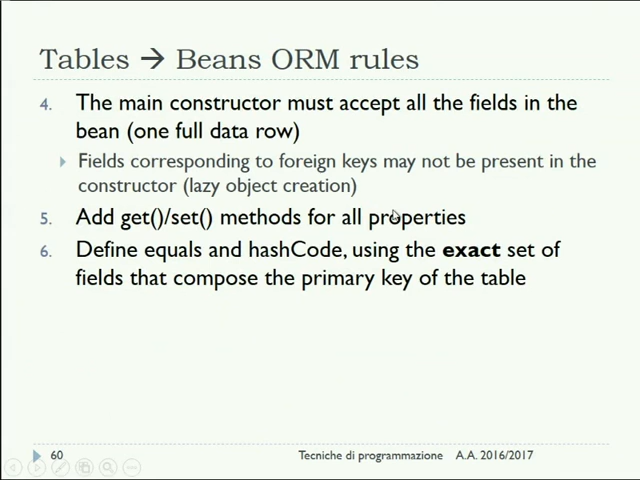 Tables → Beans ORM rules
4. The main constructor must accept all the fields in the
bean (one full data row)
Fields corresponding to foreign keys may not be present in the
constructor (lazy object creation)
5. Add get()/set() methods for all properties
6. Define equals and hashCode, using the exact set of
fields that compose the primary key of the table
60 Tecniche di programmazione A.A. 2016/2017